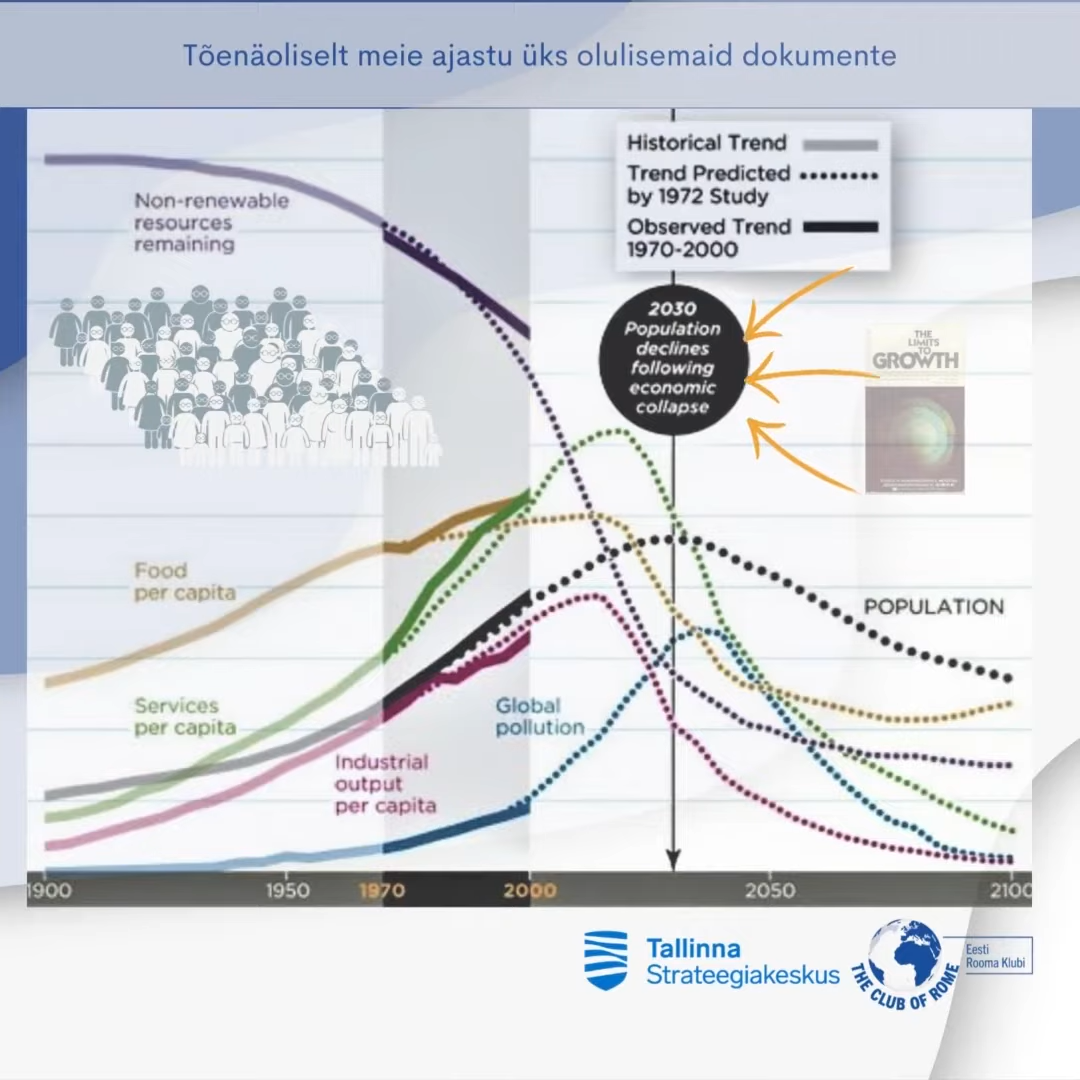 Tõenäoliselt meie ajastu üks olulisemaid dokumente
Historical Trend
Trend Predicted
by 1972 Study
Observed Trend
1970-2000
Non-renewable
resources
remaining
2030
Population
declines
following
economic
collapse
THE
LIMITS
TO
GROWTH
Food
per capita
POPULATION
Services
per capita
Global
pollution
Industrial
output
per capita
1900
1950
1970
2000
2050
2100
Tallinna
Strateegiakeskus
THE CLUB OF ROME
Eesti
Rooma Klubi